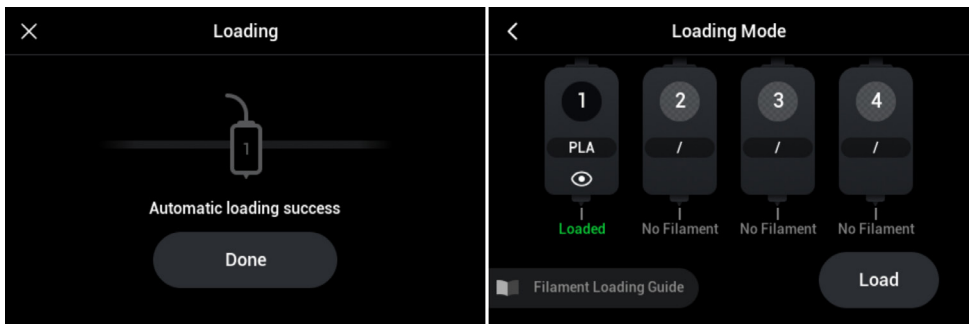 Loading
1
Automatic loading success
Done
Loading Mode
1 2 3 4
PLA / / /
Loaded No Filament No Filament No Filament
Filament Loading Guide
Load